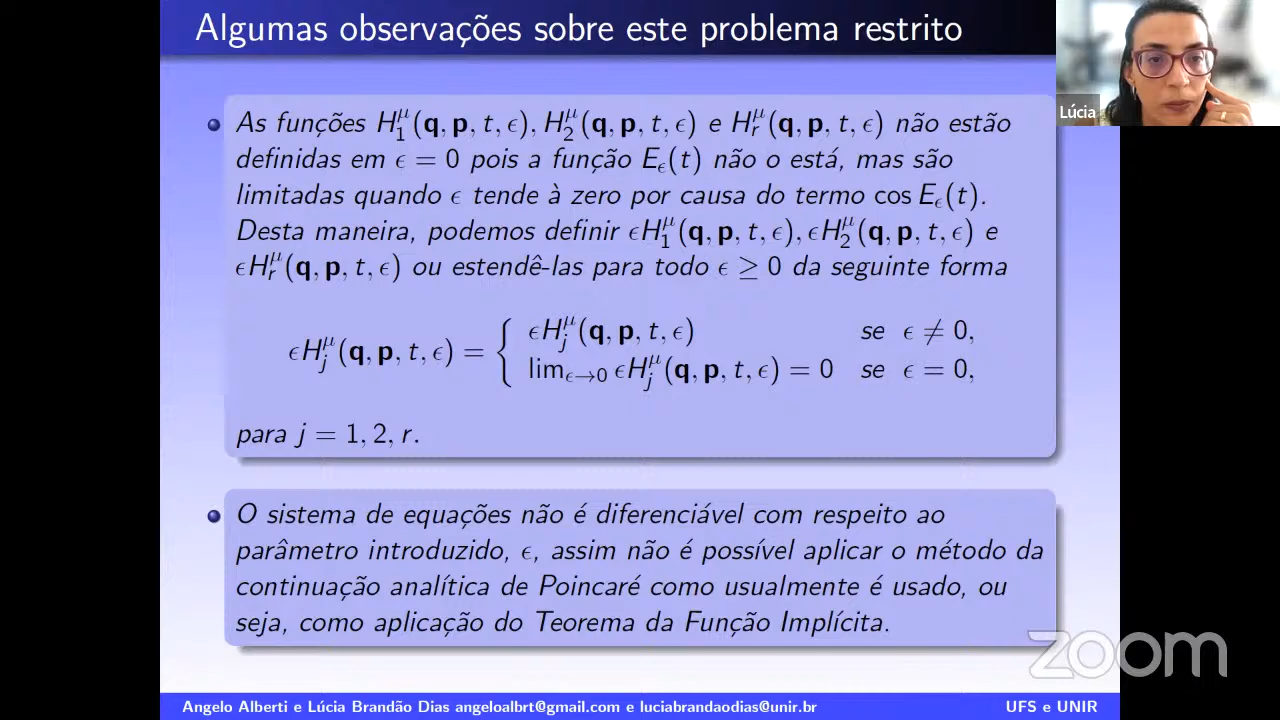 Algumas observações sobre este problema restrito
As funções H₁^μ(q, p, t, ϵ), H₂^μ(q, p, t, ϵ) e H_r^μ(q, p, t, ϵ) não estão
definidas em ϵ = 0 pois a função E_ϵ(t) não o está, mas são
limitadas quando ϵ tende à zero por causa do termo cos E_ϵ(t).
Desta maneira, podemos definir ϵH₁^μ(q, p, t, ϵ), ϵH₂^μ(q, p, t, ϵ) e
ϵH_r^μ(q, p, t, ϵ) ou estendê-las para todo ϵ ≥ 0 da seguinte forma
ϵH_j^μ(q, p, t, ϵ) = { ϵH_j^μ(q, p, t, ϵ) se ϵ ≠ 0,
lim_{ϵ→0} ϵH_j^μ(q, p, t, ϵ) = 0 se ϵ = 0,
para j = 1, 2, r.
O sistema de equações não é diferenciável com respeito ao
parâmetro introduzido, ϵ, assim não é possível aplicar o método da
continuação analítica de Poincaré como usualmente é usado, ou
seja, como aplicação do Teorema da Função Implícita.
Angelo Alberti e Lúcia Brandão Dias angeloalbrt@gmail.com e luciabrandaodias@unir.br
UFS e UNIR
Lúcia
zoom